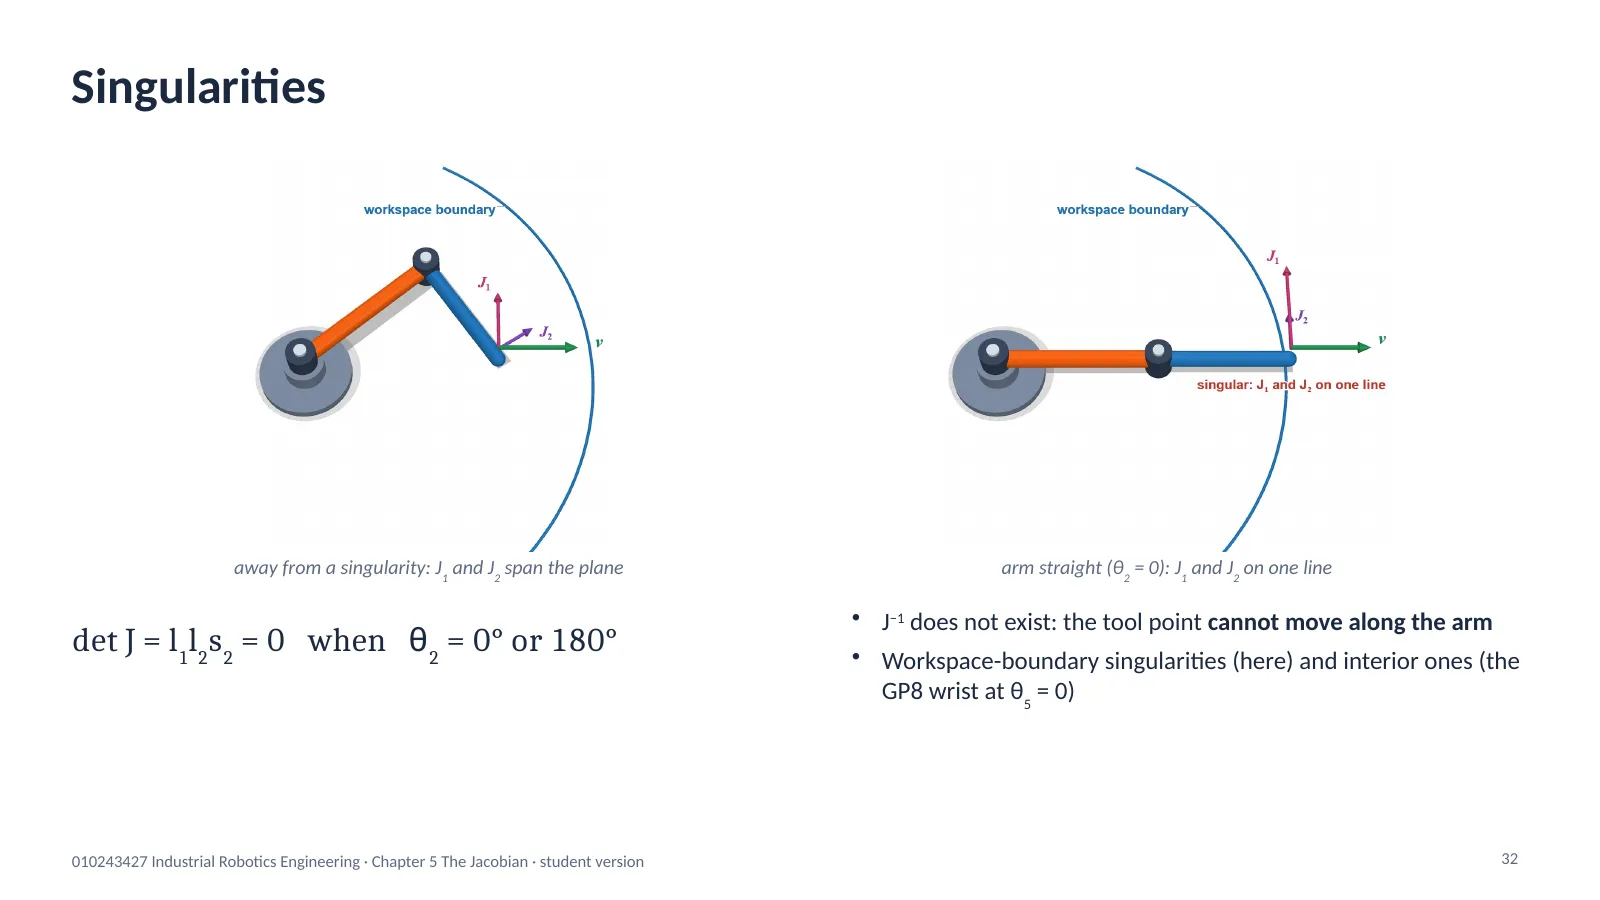 Singularities
workspace boundary
J₁
J₂
v
away from a singularity: J₁ and J₂ span the plane
workspace boundary
J₁
J₂
v
singular: J₁ and J₂ on one line
arm straight (θ₂ = 0): J₁ and J₂ on one line
det J = l₁l₂s₂ = 0 when θ₂ = 0° or 180°
• J⁻¹ does not exist: the tool point cannot move along the arm
• Workspace-boundary singularities (here) and interior ones (the
GP8 wrist at θ₅ = 0)
010243427 Industrial Robotics Engineering · Chapter 5 The Jacobian · student version
32